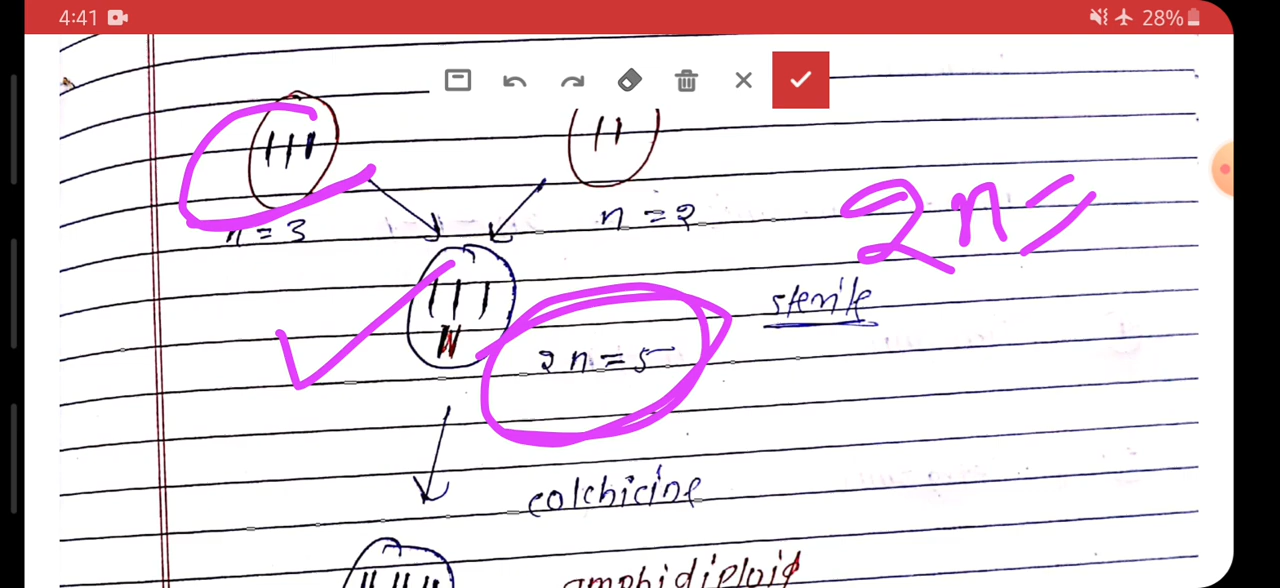 4:41
28%
n = 3
n = 2
2n=
sterile
2n=5
colchicine
amphidiploid